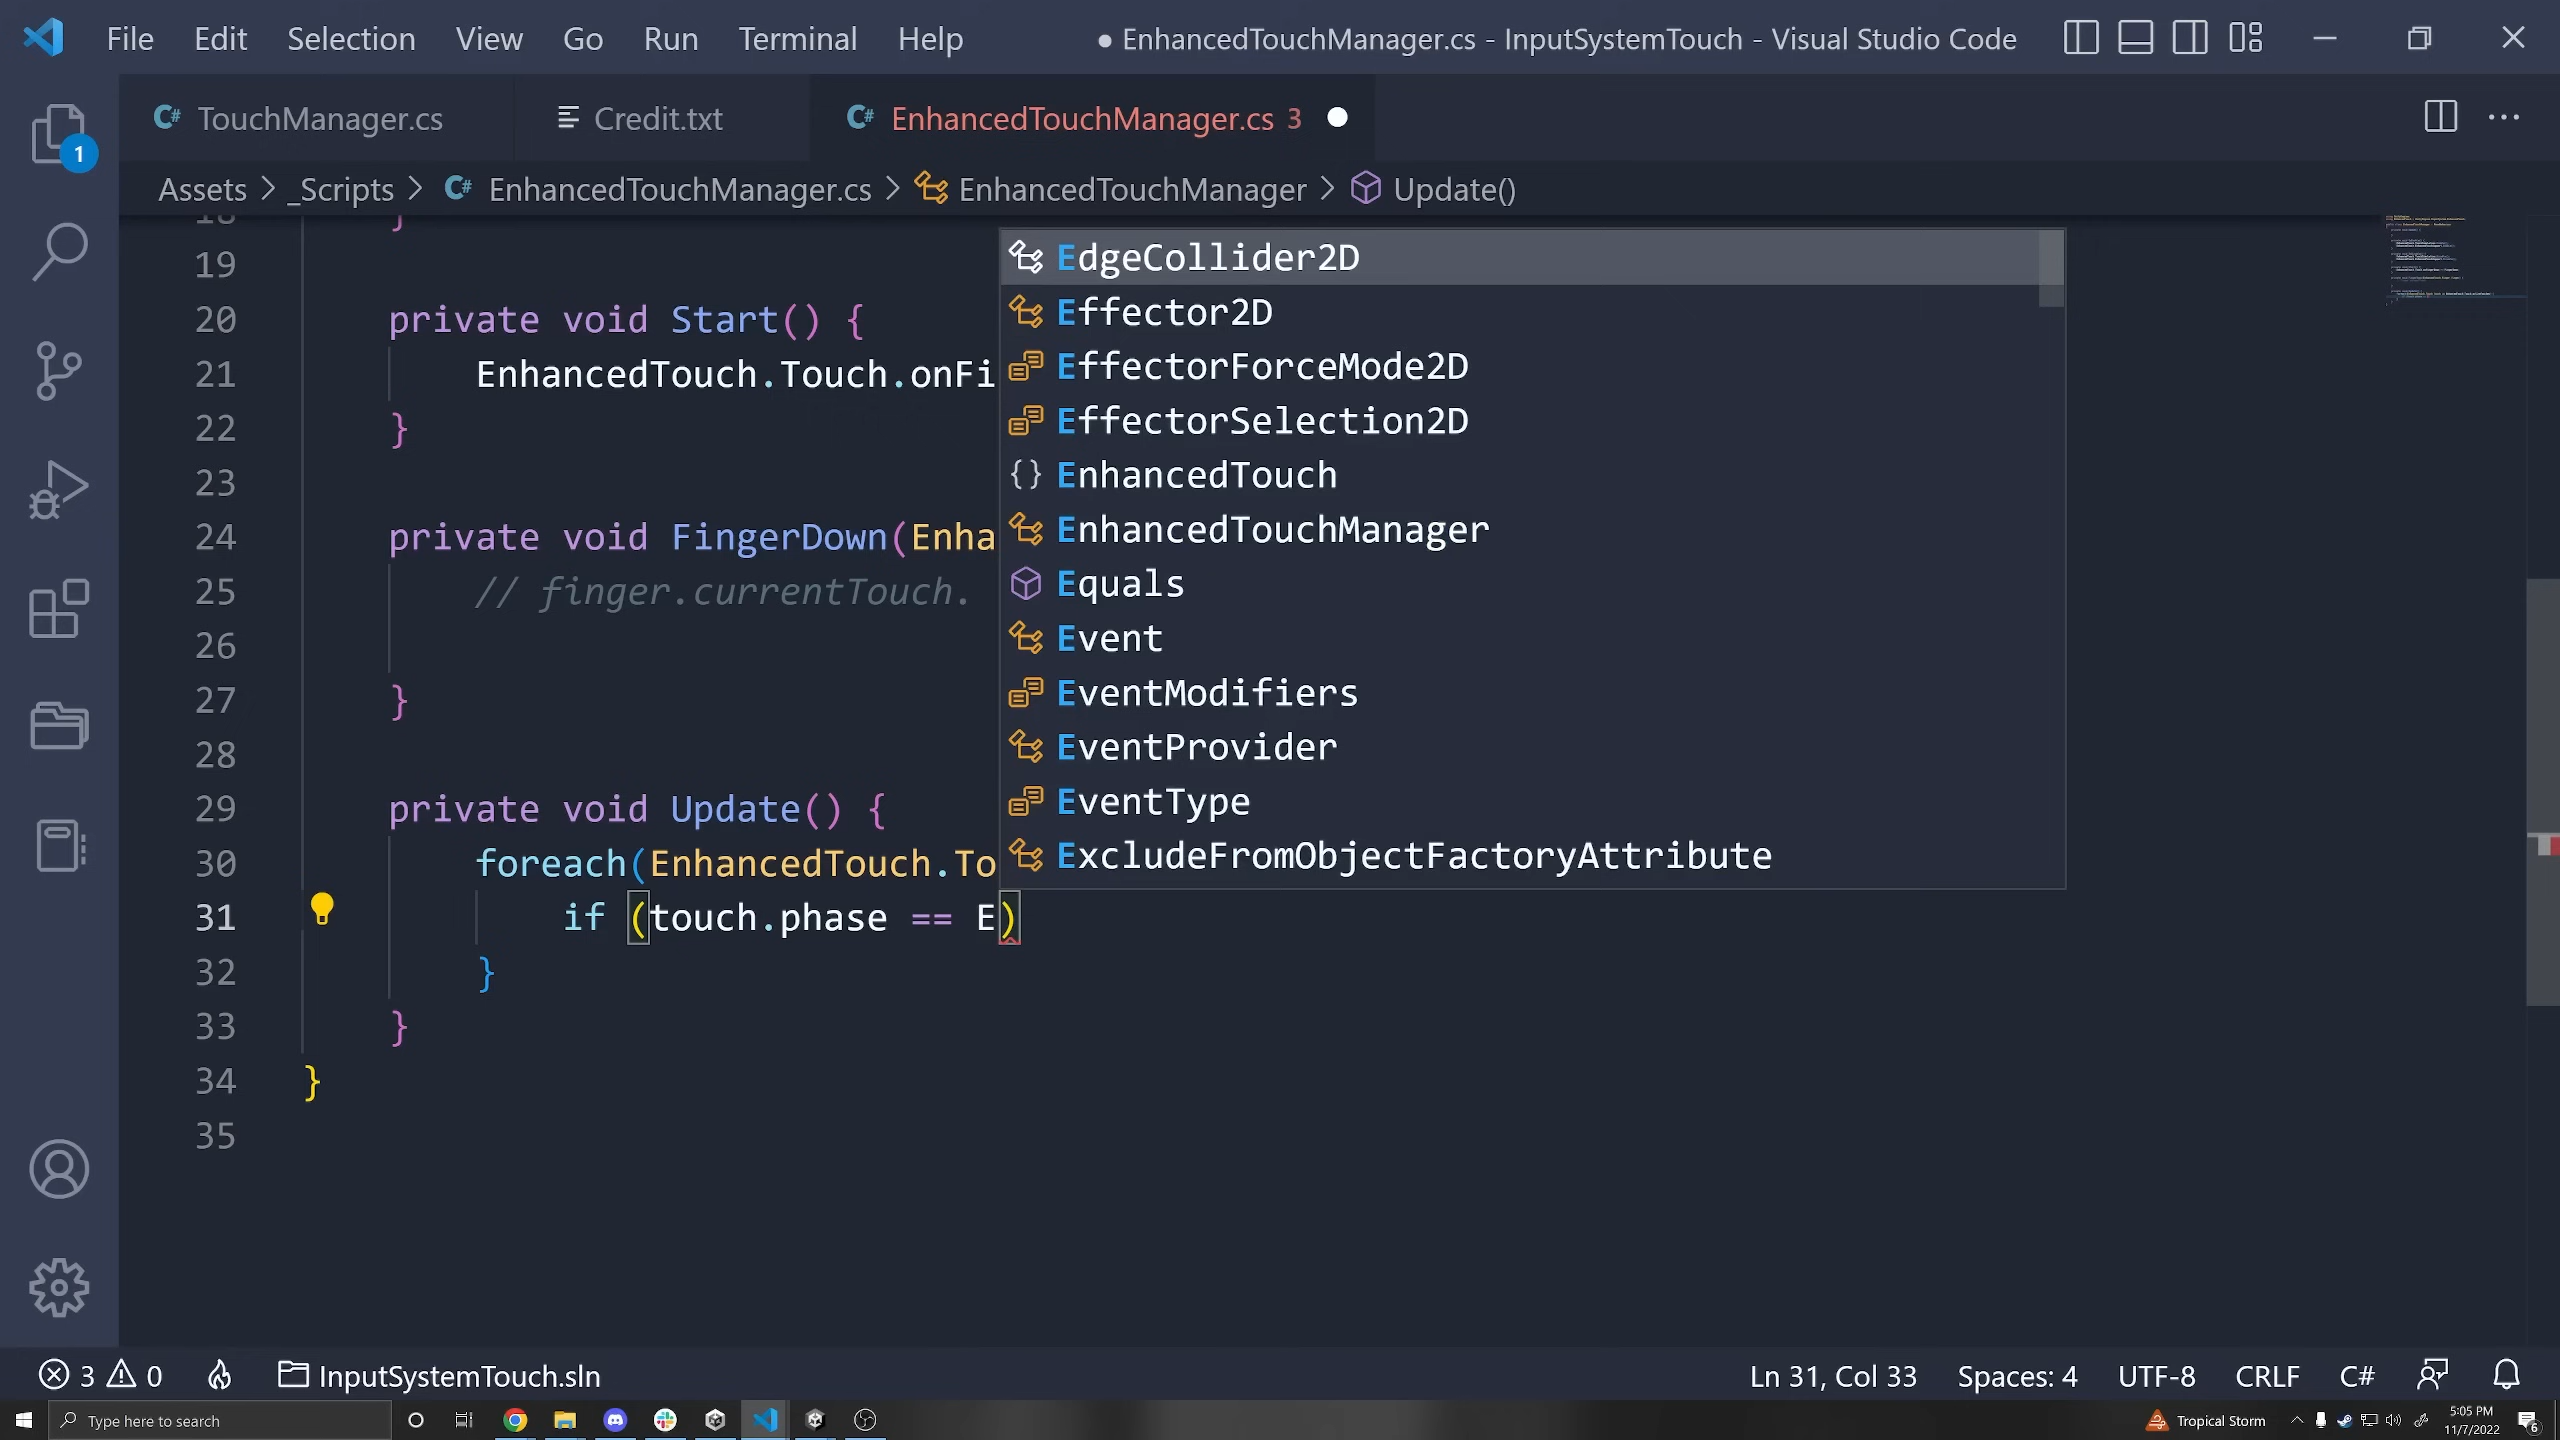 File Edit Selection View Go Run Terminal Help
● EnhancedTouchManager.cs - InputSystemTouch - Visual Studio Code
TouchManager.cs
Credit.txt
EnhancedTouchManager.cs 3
1
Assets > _Scripts > EnhancedTouchManager.cs > EnhancedTouchManager > Update()
18 }
19
20 private void Start() {
21 EnhancedTouch.Touch.onFi
22 }
23
24 private void FingerDown(Enha
25 // finger.currentTouch.
26
27 }
28
29 private void Update() {
30 foreach(EnhancedTouch.To
31 if (touch.phase == E)
32 }
33 }
34 }
35
EdgeCollider2D
Effector2D
EffectorForceMode2D
EffectorSelection2D
EnhancedTouch
EnhancedTouchManager
Equals
Event
EventModifiers
EventProvider
EventType
ExcludeFromObjectFactoryAttribute
3 0 InputSystemTouch.sln
Ln 31, Col 33 Spaces: 4 UTF-8 CRLF C#
Type here to search
Tropical Storm
5:05 PM
11/7/2022
6